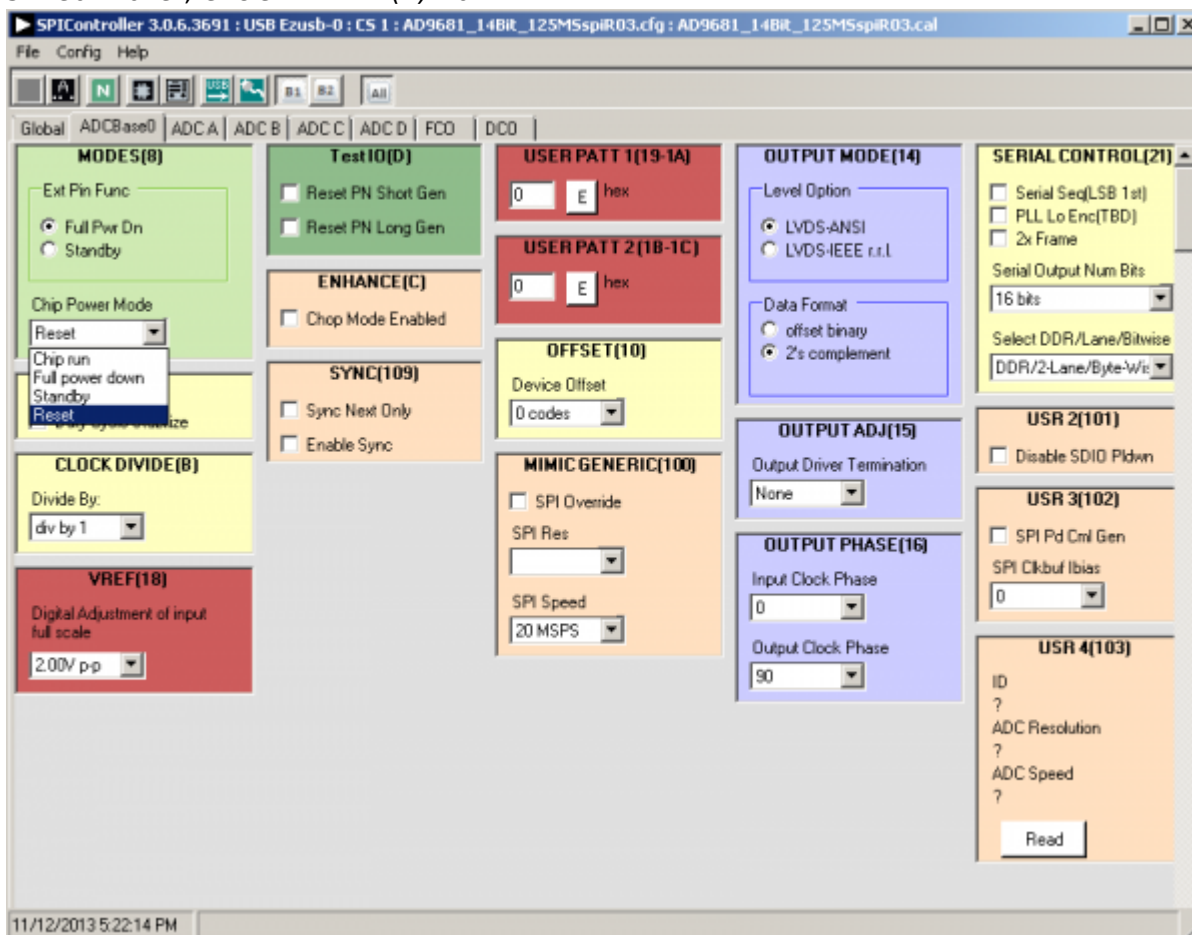 SPIController 3.0.6.3691 : USB Ezusb-0 : CS 1 : AD9681_14Bit_125MSspiR03.cfg : AD9681_14Bit_125MSspiR03.cal
File Config Help
N USB B1 B2 All
Global ADCBase0 ADC A ADC B ADC C ADC D FCO DCO
MODES(8)
Ext Pin Func
Full Pwr Dn
Standby
Chip Power Mode
Reset
Chip run
Full power down
Standby
Reset
CLOCK DIVIDE(B)
Divide By:
div by 1
VREF(18)
Digital Adjustment of input
full scale
2.00V p-p
TestIO(D)
Reset PN Short Gen
Reset PN Long Gen
ENHANCE(C)
Chop Mode Enabled
SYNC(109)
Sync Next Only
Enable Sync
USER PATT 1(19-1A)
0 E hex
USER PATT 2(1B-1C)
0 E hex
OFFSET(10)
Device Offset
0 codes
MIMIC GENERIC(100)
SPI Override
SPI Res
SPI Speed
20 MSPS
OUTPUT MODE(14)
Level Option
LVDS-ANSI
LVDS-IEEE r.r.l.
Data Format
offset binary
2's complement
OUTPUT ADJ(15)
Output Driver Termination
None
OUTPUT PHASE(16)
Input Clock Phase
0
Output Clock Phase
90
SERIAL CONTROL(21)
Serial Seq(LSB 1st)
PLL Lo Enc(TBD)
2x Frame
Serial Output Num Bits
16 bits
Select DDR/Lane/Bitwise
DDR/2-Lane/Byte-Wis
USR 2(101)
Disable SDIO Pldwn
USR 3(102)
SPI Pd Cml Gen
SPI Clkbuf Ibias
0
USR 4(103)
ID
?
ADC Resolution
?
ADC Speed
?
Read
11/12/2013 5:22:14 PM